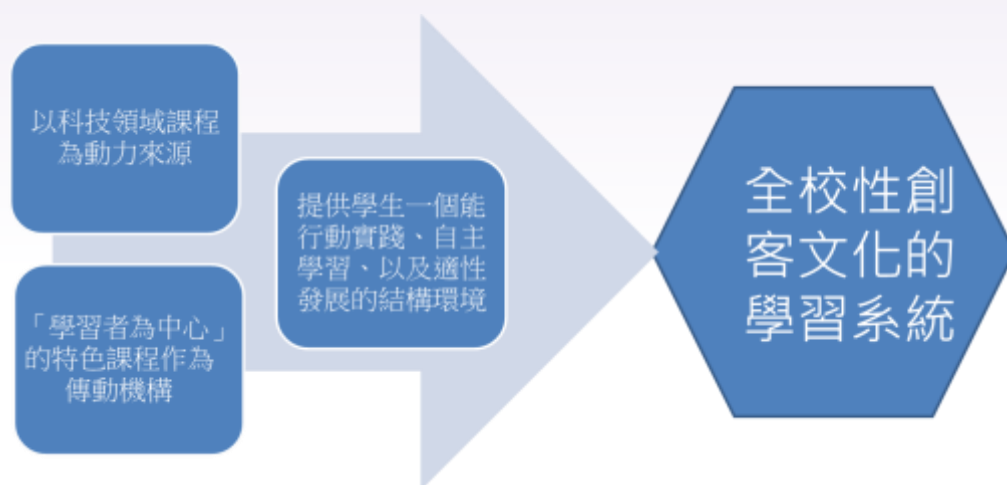 以科技領域課程
為動力來源
「學習者為中心」
的特色課程作為
傳動機構
提供學生一個能
行動實踐、自主
學習、以及適性
發展的結構環境
全校性創
客文化的
學習系統